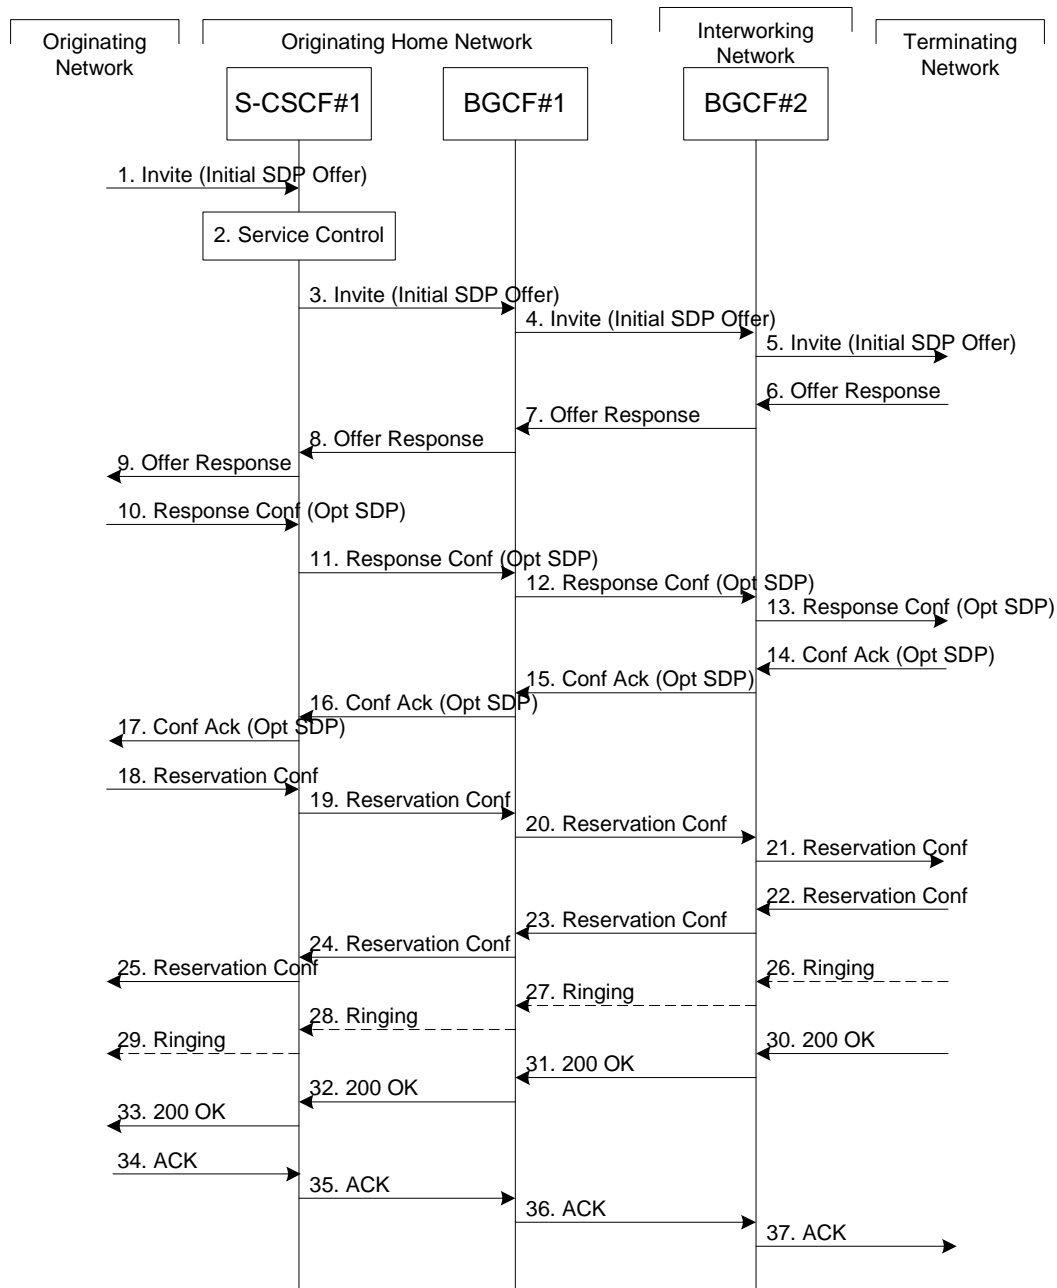 Originating
Network
Originating Home Network
Interworking
Network
Terminating
Network
S-CSCF#1
BGCF#1
BGCF#2
1. Invite (Initial SDP Offer)
2. Service Control
3. Invite (Initial SDP Offer)
4. Invite (Initial SDP Offer)
5. Invite (Initial SDP Offer)
6. Offer Response
7. Offer Response
8. Offer Response
9. Offer Response
10. Response Conf (Opt SDP)
11. Response Conf (Opt SDP)
12. Response Conf (Opt SDP)
13. Response Conf (Opt SDP)
14. Conf Ack (Opt SDP)
15. Conf Ack (Opt SDP)
16. Conf Ack (Opt SDP)
17. Conf Ack (Opt SDP)
18. Reservation Conf
19. Reservation Conf
20. Reservation Conf
21. Reservation Conf
22. Reservation Conf
23. Reservation Conf
24. Reservation Conf
25. Reservation Conf
26. Ringing
27. Ringing
28. Ringing
29. Ringing
30. 200 OK
31. 200 OK
32. 200 OK
33. 200 OK
34. ACK
35. ACK
36. ACK
37. ACK